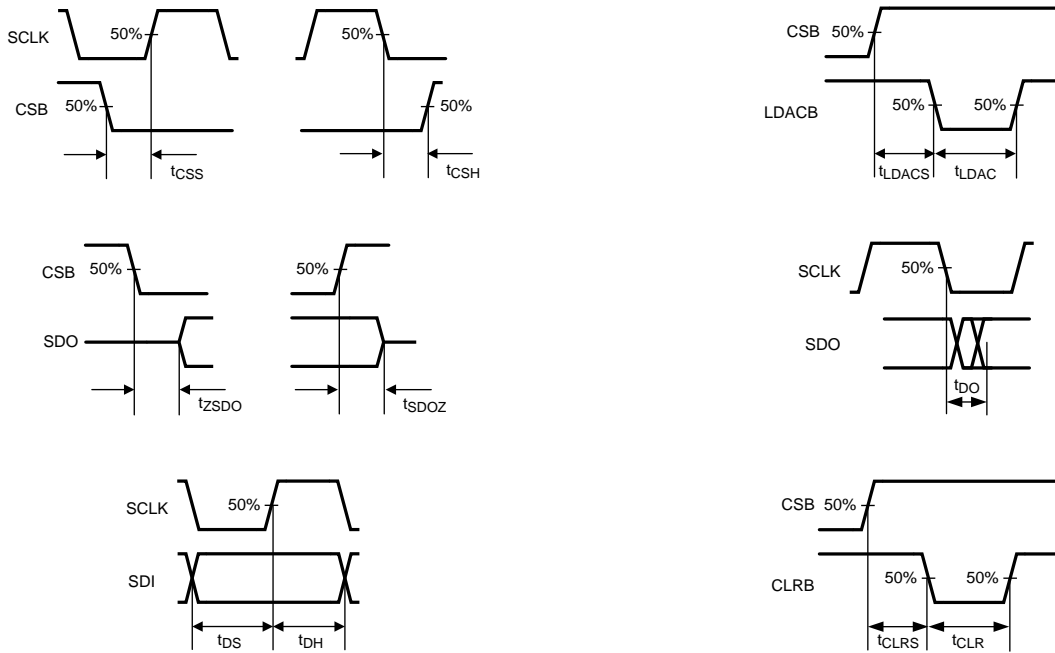 SCLK
50%
50%
CSB
50%
50%
tCSS
tCSH
CSB
50%
LDACB
50%
50%
tLDACS
tLDAC
CSB
50%
50%
SDO
tZSDO
tSDOZ
SCLK
50%
SDO
tDO
SCLK
50%
SDI
tDS
tDH
CSB
50%
CLRB
50%
50%
tCLRS
tCLR